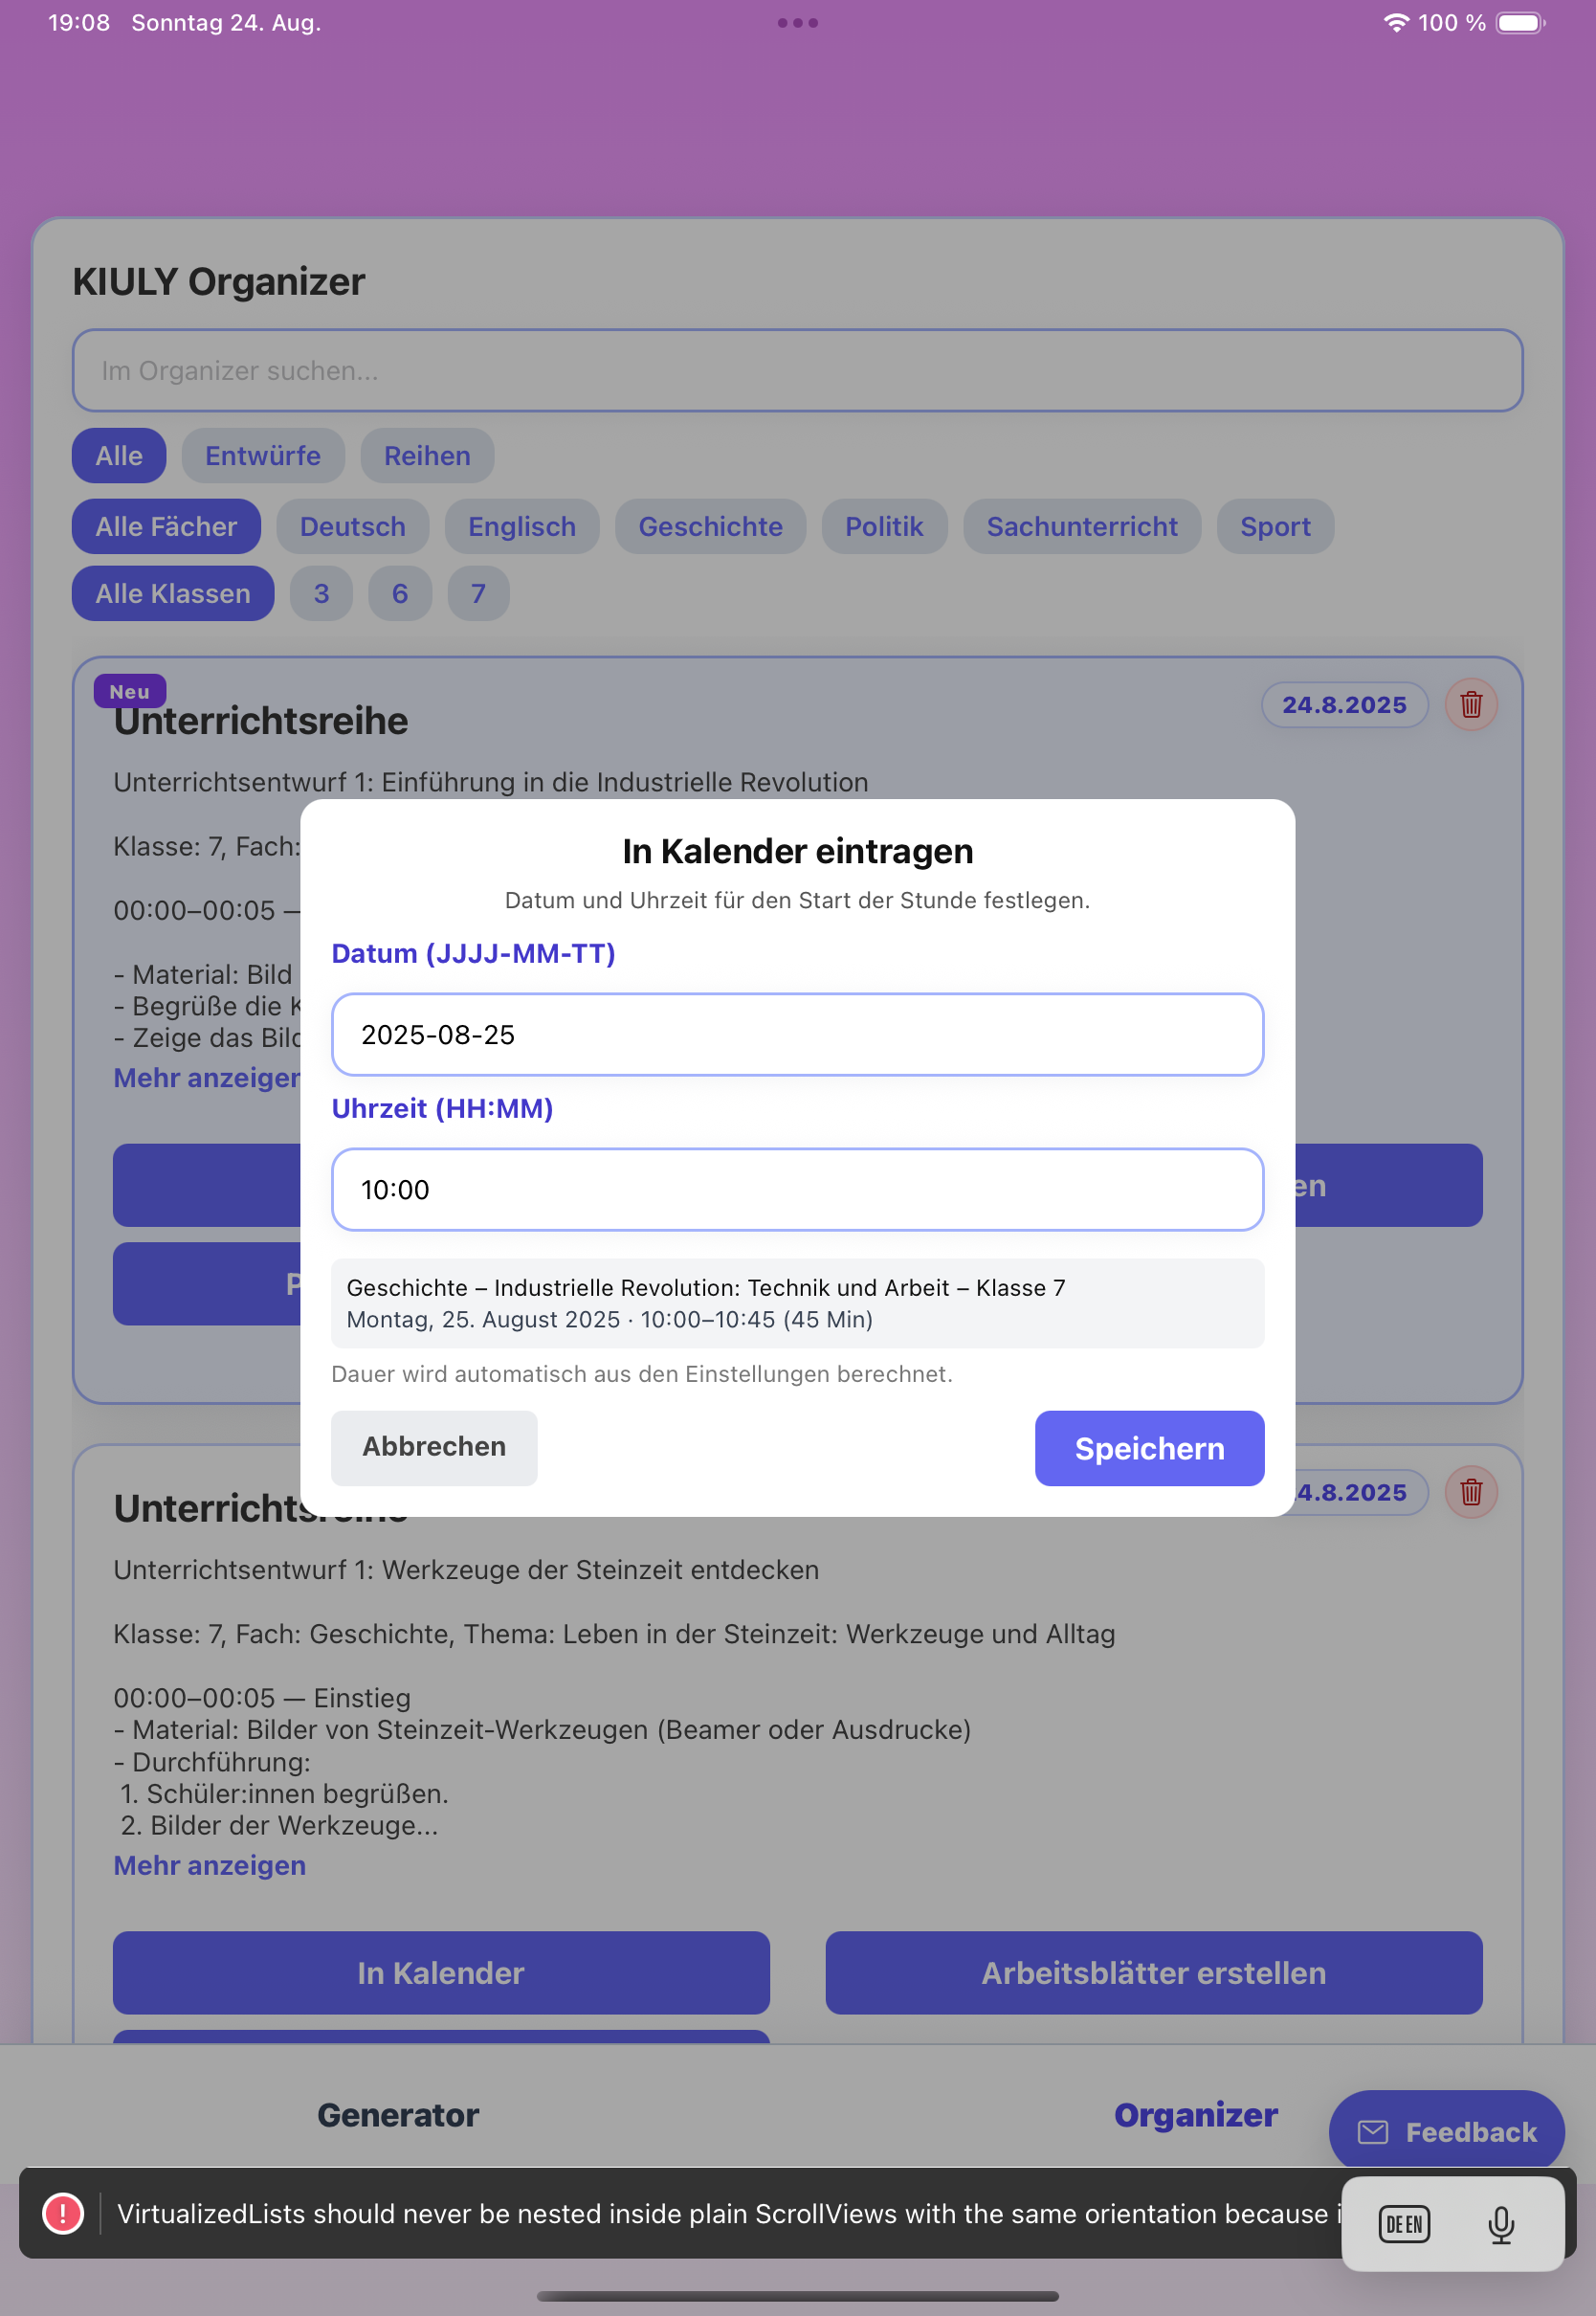 19:08 Sonntag 24. Aug.
100 %
KIULY Organizer
Im Organizer suchen...
Alle Entwürfe Reihen
Alle Fächer Deutsch Englisch Geschichte Politik Sachunterricht Sport
Alle Klassen 3 6 7
Neu
Unterrichtsreihe
24.8.2025
Unterrichtsentwurf 1: Einführung in die Industrielle Revolution
Klasse: 7, Fach:
00:00–00:05 —
- Material: Bild
- Begrüße die
- Zeige das
Mehr anzeigen
In Kalender eintragen
Datum und Uhrzeit für den Start der Stunde festlegen.
Datum (JJJJ-MM-TT)
2025-08-25
Uhrzeit (HH:MM)
10:00
Geschichte – Industrielle Revolution: Technik und Arbeit – Klasse 7
Montag, 25. August 2025 · 10:00–10:45 (45 Min)
Dauer wird automatisch aus den Einstellungen berechnet.
Abbrechen
Speichern
Unterrichtsreihe
4.8.2025
Unterrichtsentwurf 1: Werkzeuge der Steinzeit entdecken
Klasse: 7, Fach: Geschichte, Thema: Leben in der Steinzeit: Werkzeuge und Alltag
00:00–00:05 — Einstieg
- Material: Bilder von Steinzeit-Werkzeugen (Beamer oder Ausdrucke)
- Durchführung:
1. Schüler:innen begrüßen.
2. Bilder der Werkzeuge...
Mehr anzeigen
In Kalender
Arbeitsblätter erstellen
Generator
Organizer
Feedback
! VirtualizedLists should never be nested inside plain ScrollViews with the same orientation because
DE EN